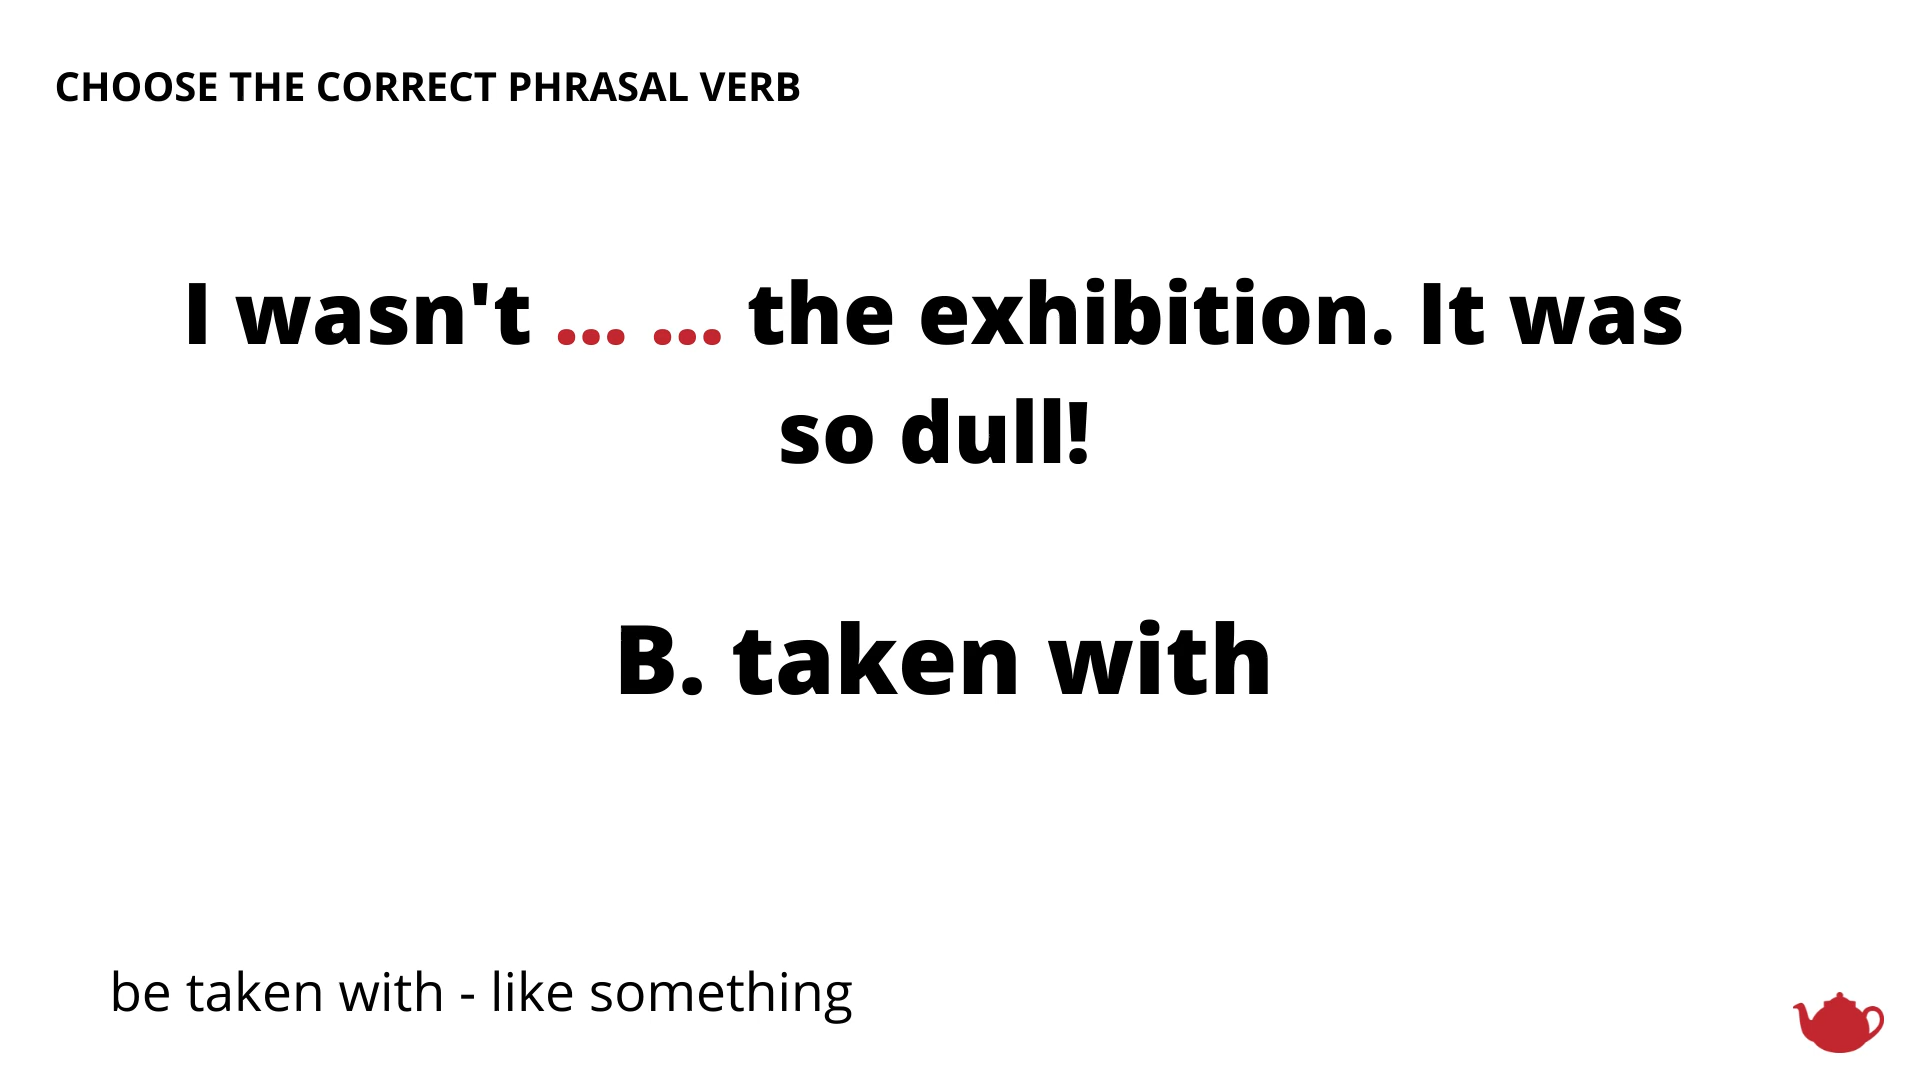 CHOOSE THE CORRECT PHRASAL VERB
I wasn't ... ... the exhibition. It was
so dull!
B. taken with
be taken with - like something